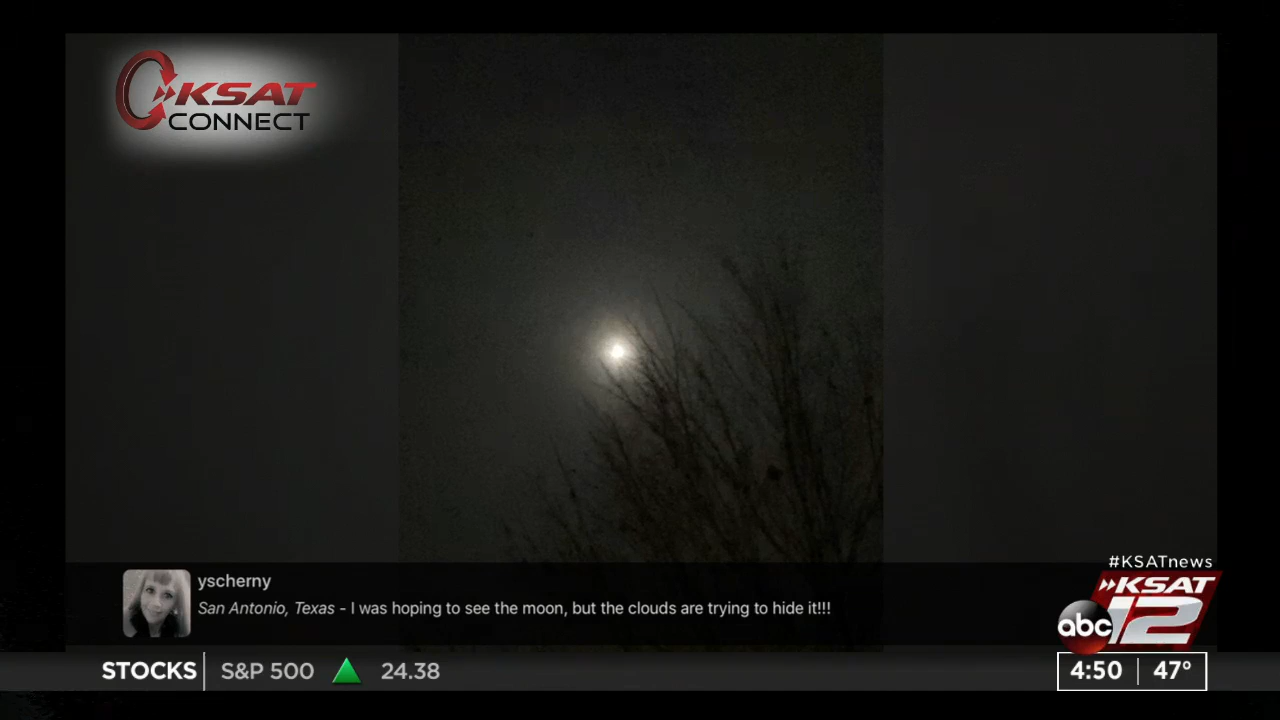 KSAT
CONNECT
#KSATnews
KSAT
abc 12
yscherny
San Antonio, Texas - I was hoping to see the moon, but the clouds are trying to hide it!!!
STOCKS S&P 500 24.38
4:50 47°